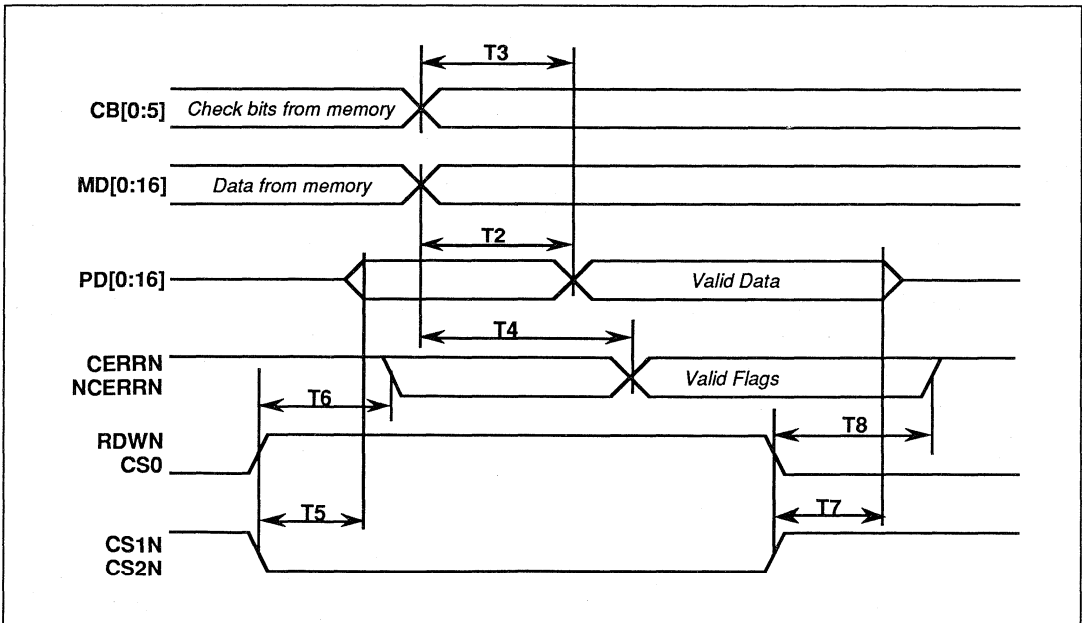 T3
CB[0:5] Check bits from memory
MD[0:16] Data from memory
T2
PD[0:16] Valid Data
T4
CERRN
NCERRN Valid Flags
T6
T8
RDWN
CS0
T5
T7
CS1N
CS2N